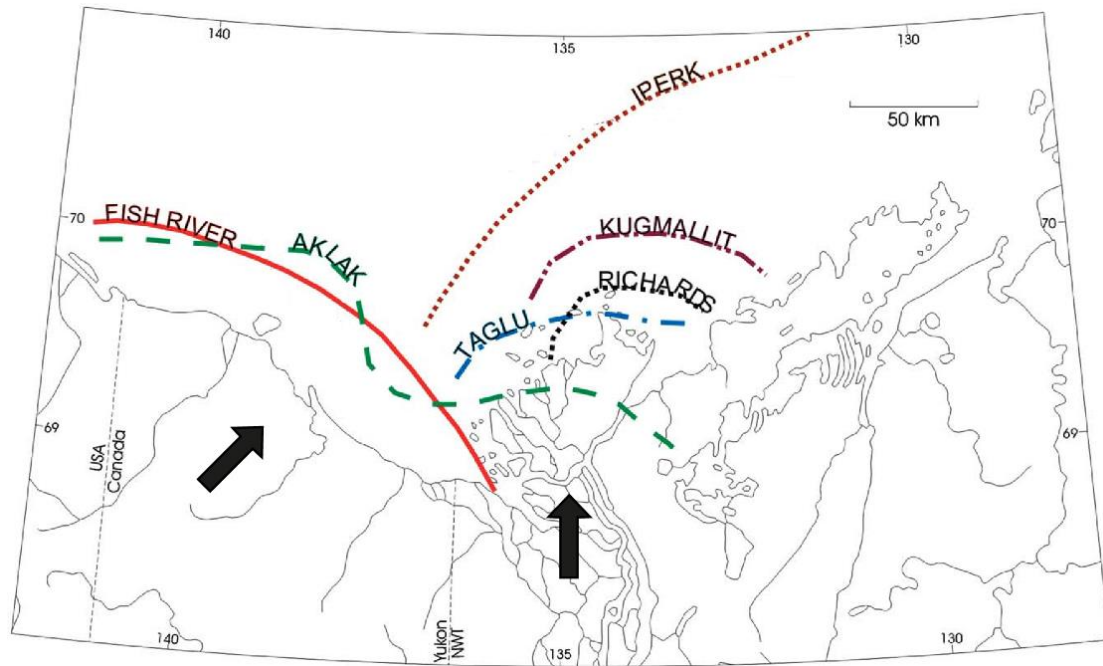 140
135
130
IPERK
50 km
70
FISH RIVER
AKLAK
KUGMALLIT
70
RICHARDS
TAGLU
69
USA
Canada
69
140
Yukon
NWT
135
130